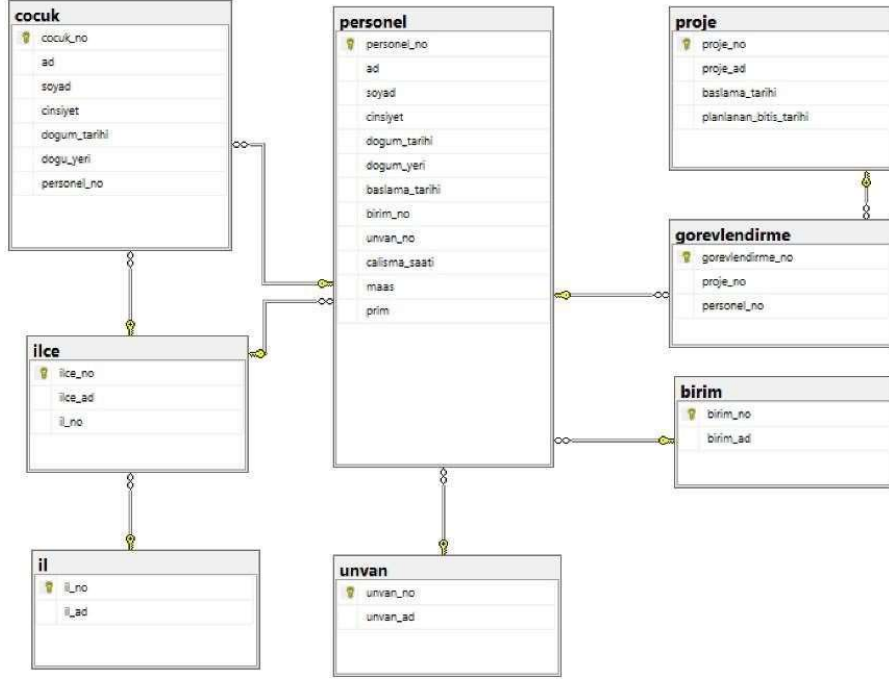 cocuk
cocuk_no
ad
soyad
cinsiyet
dogum_tarihi
dogu_yeri
personel_no
personel
personel_no
ad
soyad
cinsiyet
dogum_tarihi
dogum_yeri
baslama_tarihi
birim_no
unvan_no
calisma_saati
maas
prim
proje
proje_no
proje_ad
baslama_tarihi
planlanan_bitis_tarihi
gorevlendirme
gorevlendirme_no
proje_no
personel_no
ilce
ilce_no
ilce_ad
il_no
birim
birim_no
birim_ad
il
il_no
il_ad
unvan
unvan_no
unvan_ad